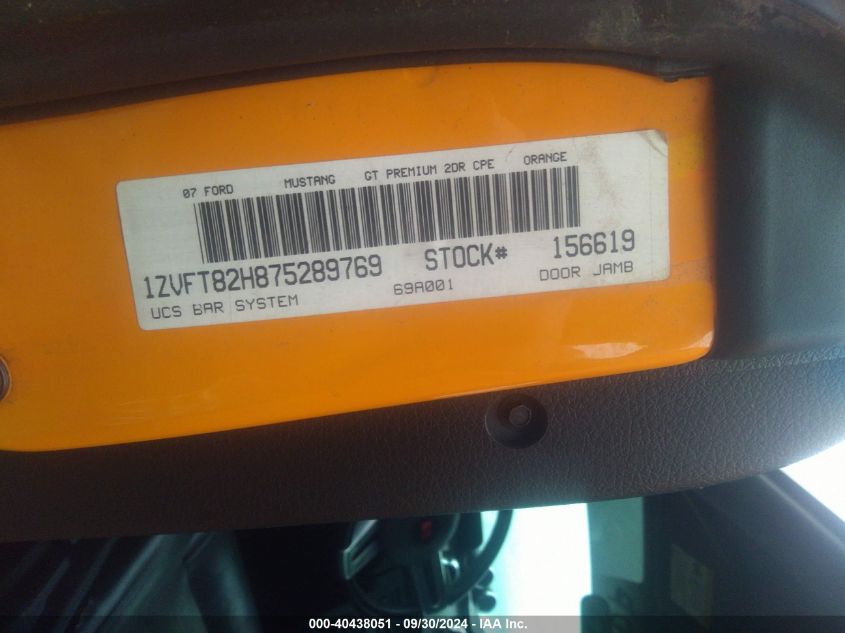 07 FORD MUSTANG GT PREMIUM 2DR CPE ORANGE
1ZVFT82H875289769 STOCK# 156619
UCS BAR SYSTEM 69A001 DOOR JAMB
000-40438051 - 09/30/2024 - IAA Inc.